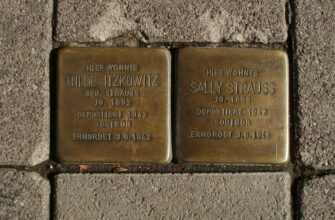 HIER WOHNTE
HILDE ITZKOWITZ
GEB. STRAUSS
JG. 1892
DEPORTIERT 1942
SOBIBOR
ERMORDET 3.6.1942
HIER WOHNTE
SALLY STRAUSS
JG. 1890
DEPORTIERT 1942
SOBIBOR
ERMORDET 3.6.1942